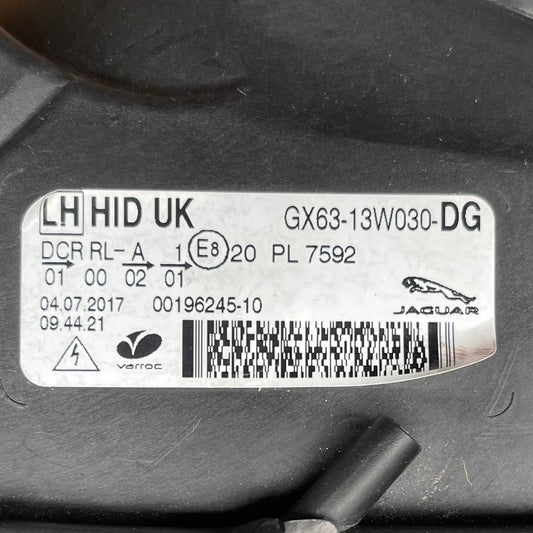 LH HID UK GX63-13W030-DG
DCR RL- A 1 E8 20 PL 7592
01 00 02 01
04.07.2017 00196245-10
09.44.21
JAGUAR
varroc